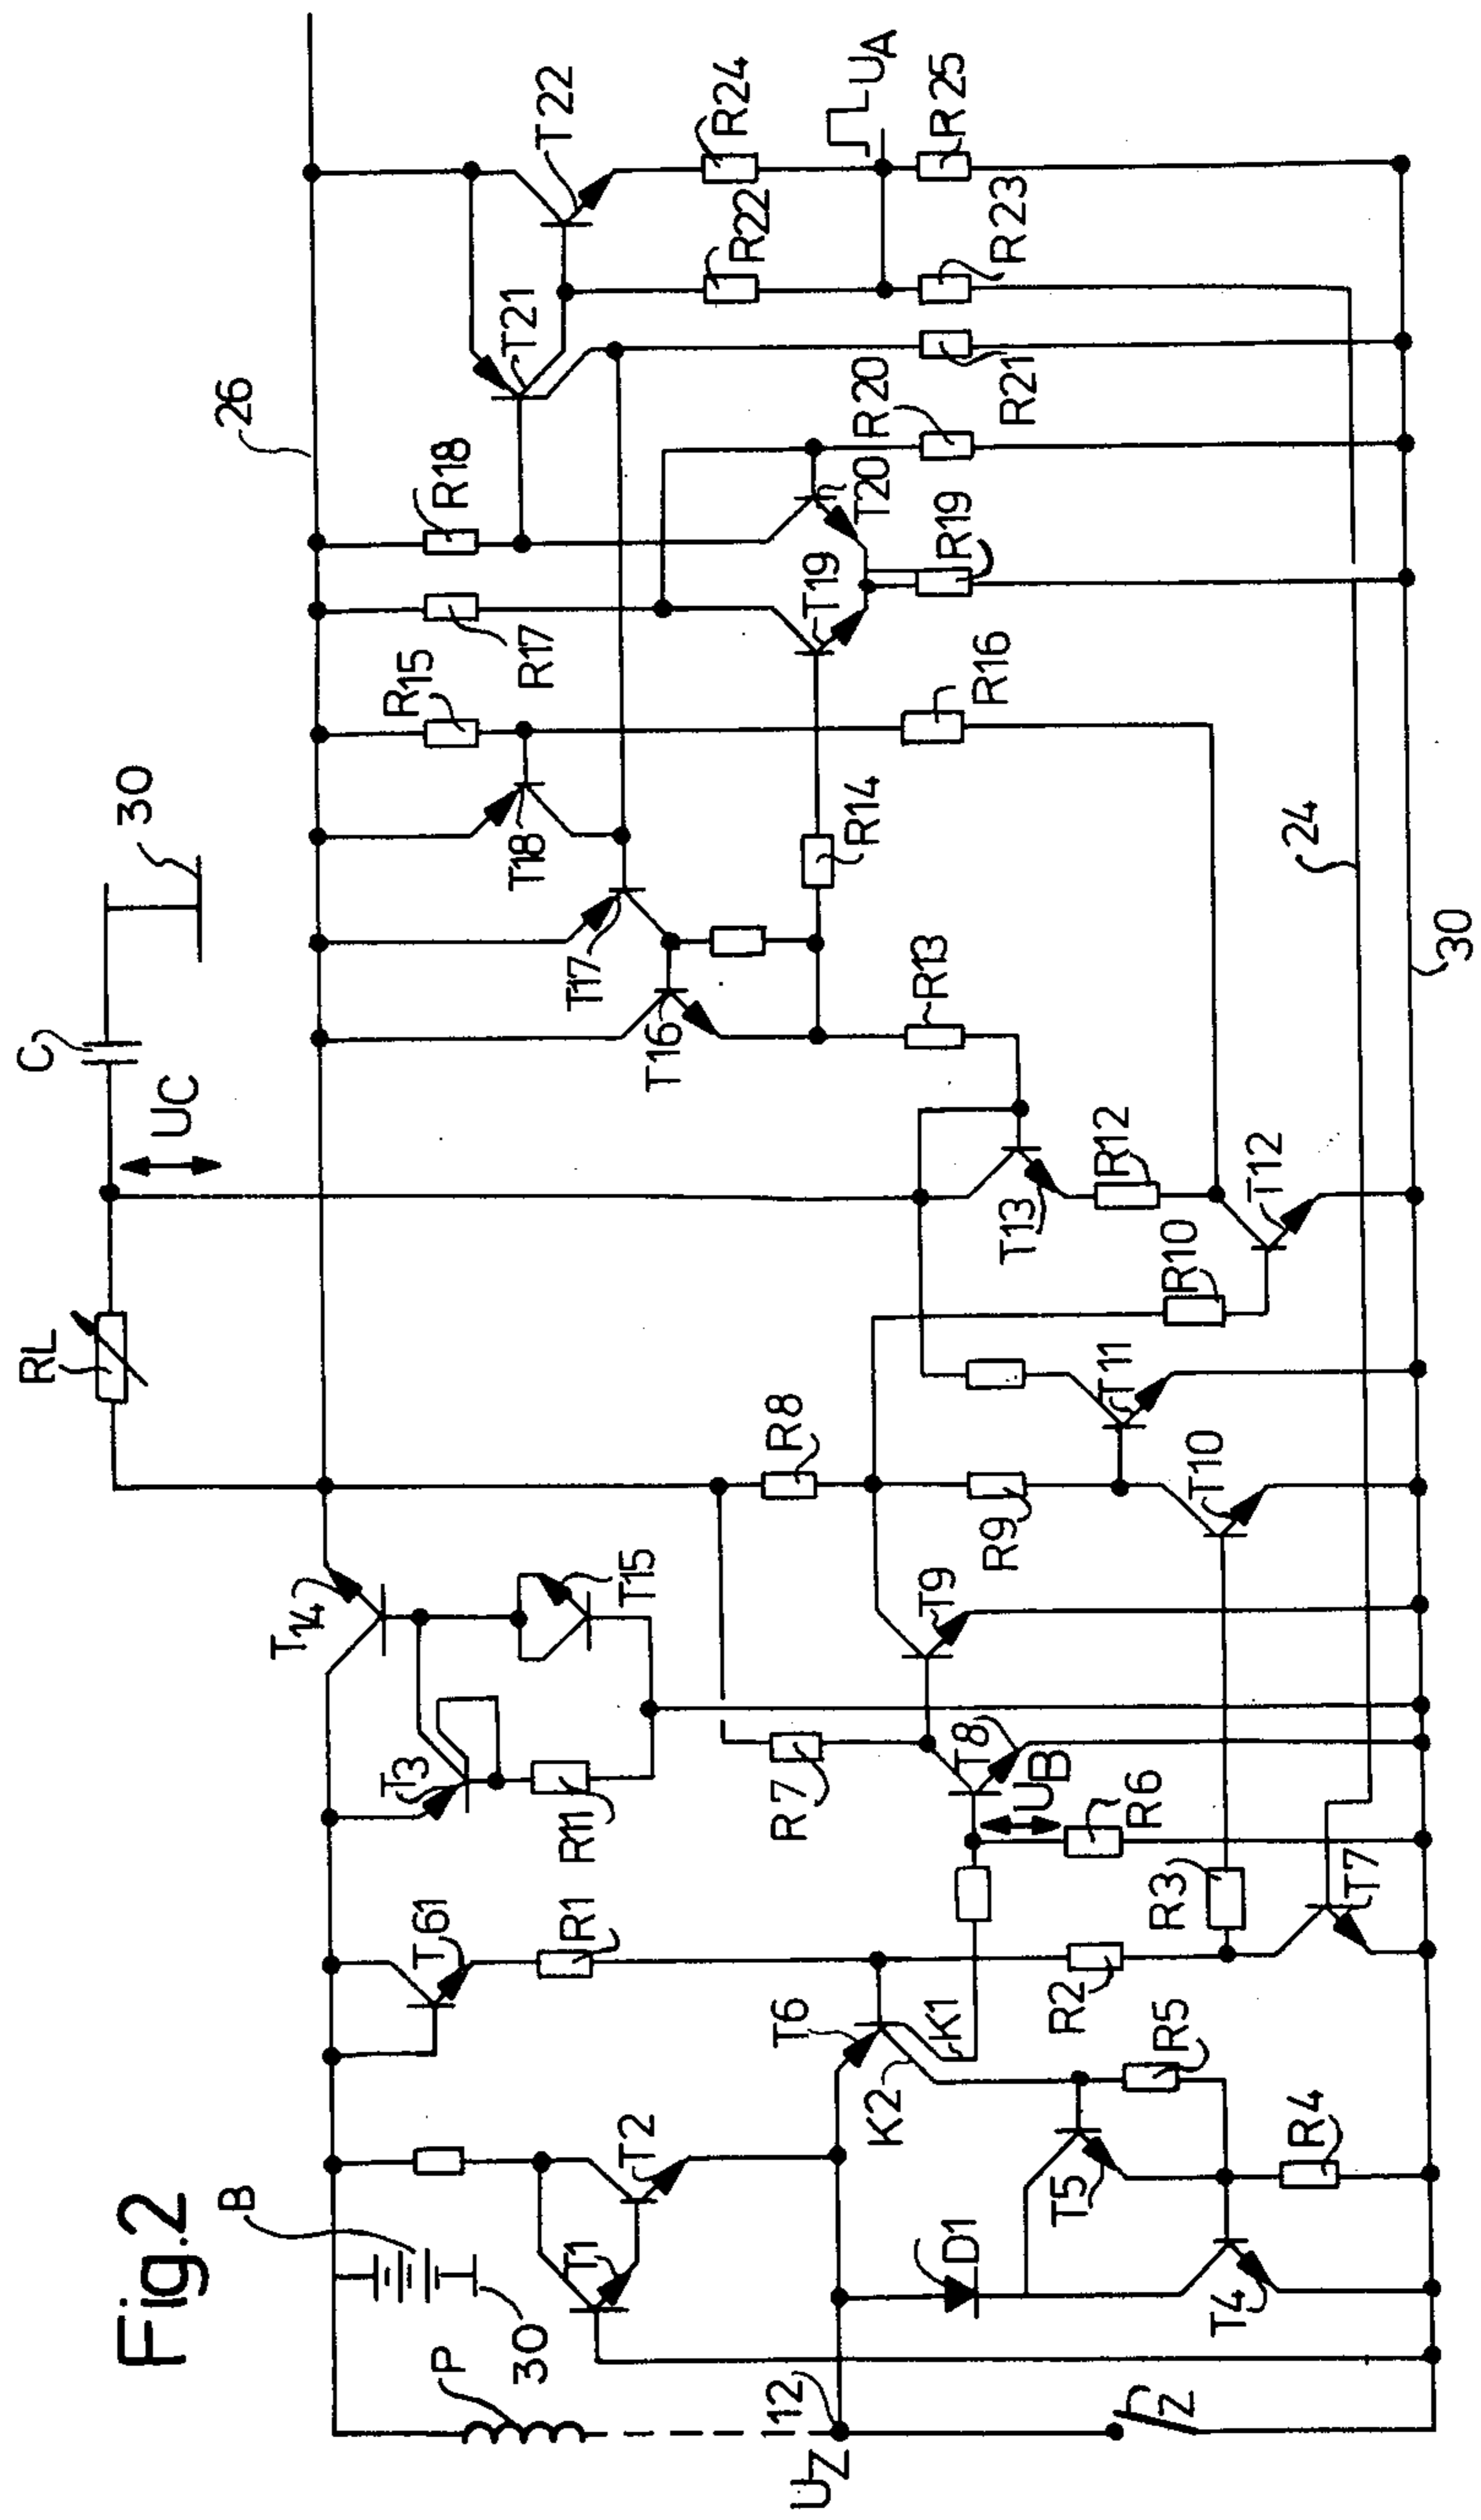 Fig.2
26
30
C
UC
RL
B
P
30
12
UZ
Z
T14
T3
T15
R11
T61
R1
T2
T1
T6
K1
K2
D1
T5
T4
R5
R4
R2
R3
T7
R6
UB
T8
R7
T9
R8
R9
T10
T11
R10
T12
R12
T13
R13
T16
T17
T18
R14
R15
R16
R17
R18
T19
R19
T20
R20
R21
T21
T22
R22
R23
R24
R25
UA
24
30